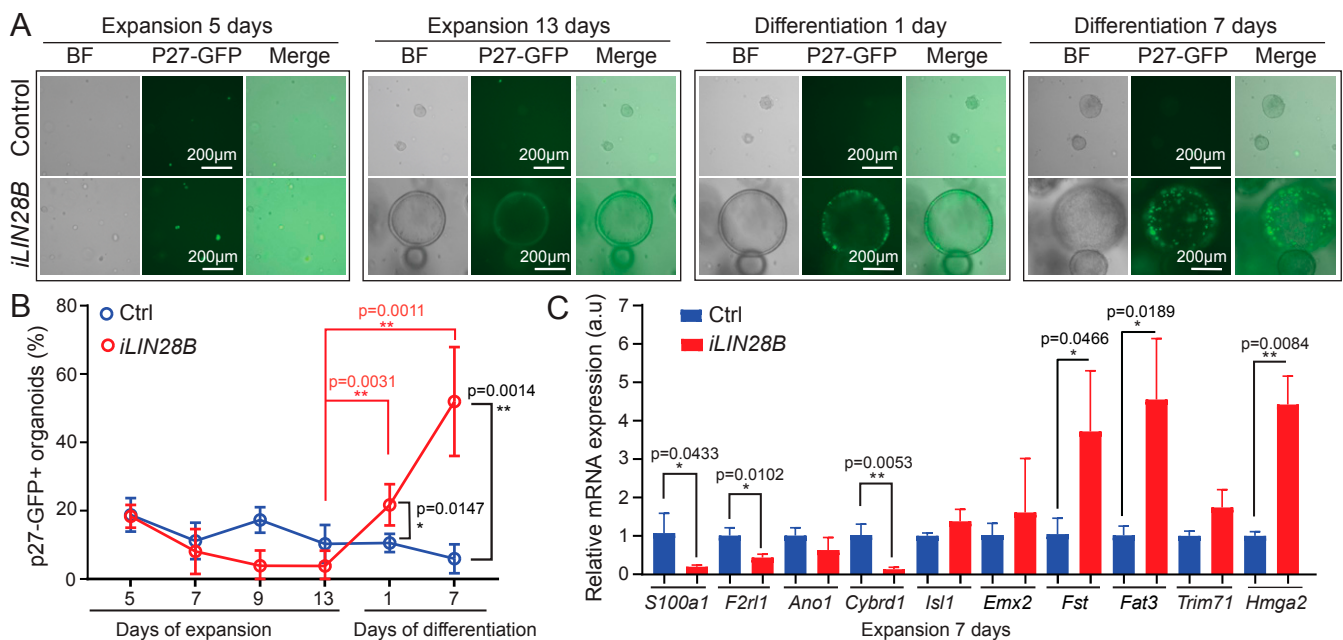 A
Expansion 5 days
Expansion 13 days
Differentiation 1 day
Differentiation 7 days
BF P27-GFP Merge
BF P27-GFP Merge
BF P27-GFP Merge
BF P27-GFP Merge
Control
200µm
200µm
200µm
200µm
iLIN28B
200µm
200µm
200µm
200µm
B
p27-GFP+ organoids (%)
80
60
40
20
0
Ctrl
iLIN28B
p=0.0011
**
p=0.0031
**
p=0.0014
**
p=0.0147
*
5 7 9 13 1 7
Days of expansion
Days of differentiation
C
Relative mRNA expression (a.u)
7
6
5
4
3
2
1
0
Ctrl
iLIN28B
p=0.0433
*
p=0.0102
*
p=0.0053
**
p=0.0466
*
p=0.0189
*
p=0.0084
**
S100a1 F2rl1 Ano1 Cybrd1 Isl1 Emx2 Fst Fat3 Trim71 Hmga2
Expansion 7 days